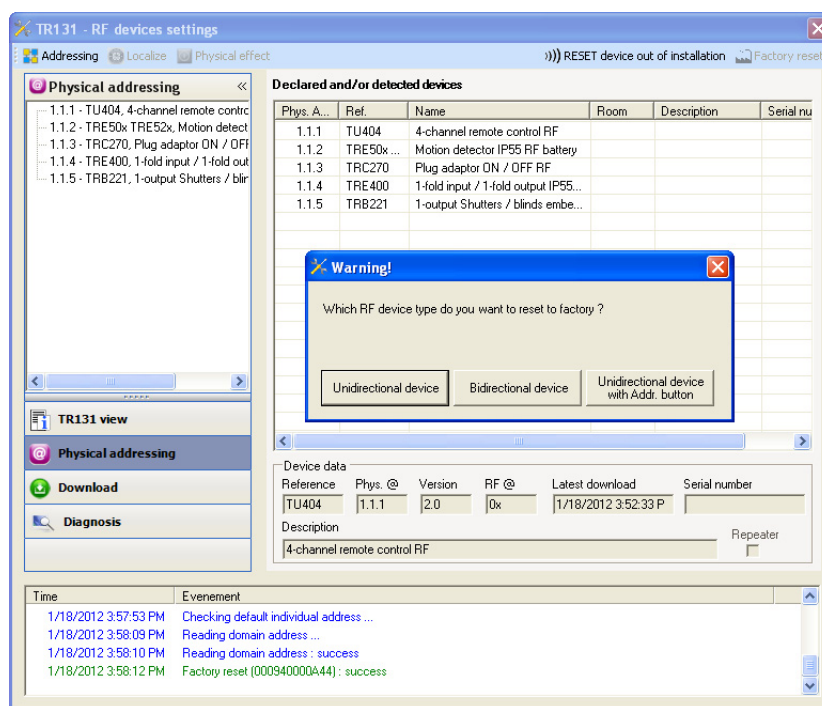 TR131 - RF devices settings
Addressing Localize Physical effect ))) RESET device out of installation Factory reset
Physical addressing «
1.1.1 - TU404, 4-channel remote contrc
1.1.2 - TRE50x TRE52x, Motion detect
1.1.3 - TRC270, Plug adaptor ON / OFF
1.1.4 - TRE400, 1-fold input / 1-fold out
1.1.5 - TRB221, 1-output Shutters / blir
Declared and/or detected devices
Phys. A... Ref. Name Room Description Serial nu
1.1.1 TU404 4-channel remote control RF
1.1.2 TRE50x ... Motion detector IP55 RF battery
1.1.3 TRC270 Plug adaptor ON / OFF RF
1.1.4 TRE400 1-fold input / 1-fold output IP55...
1.1.5 TRB221 1-output Shutters / blinds embe...
Warning!
Which RF device type do you want to reset to factory ?
Unidirectional device Bidirectional device Unidirectional device
with Addr. button
TR131 view
Physical addressing
Download
Diagnosis
Device data
Reference Phys. @ Version RF @ Latest download Serial number
TU404 1.1.1 2.0 0x 1/18/2012 3:52:33 P
Description
Repeater
4-channel remote control RF
Time Evenement
1/18/2012 3:57:53 PM Checking default individual address ...
1/18/2012 3:58:09 PM Reading domain address ...
1/18/2012 3:58:10 PM Reading domain address : success
1/18/2012 3:58:12 PM Factory reset (000940000A44) : success